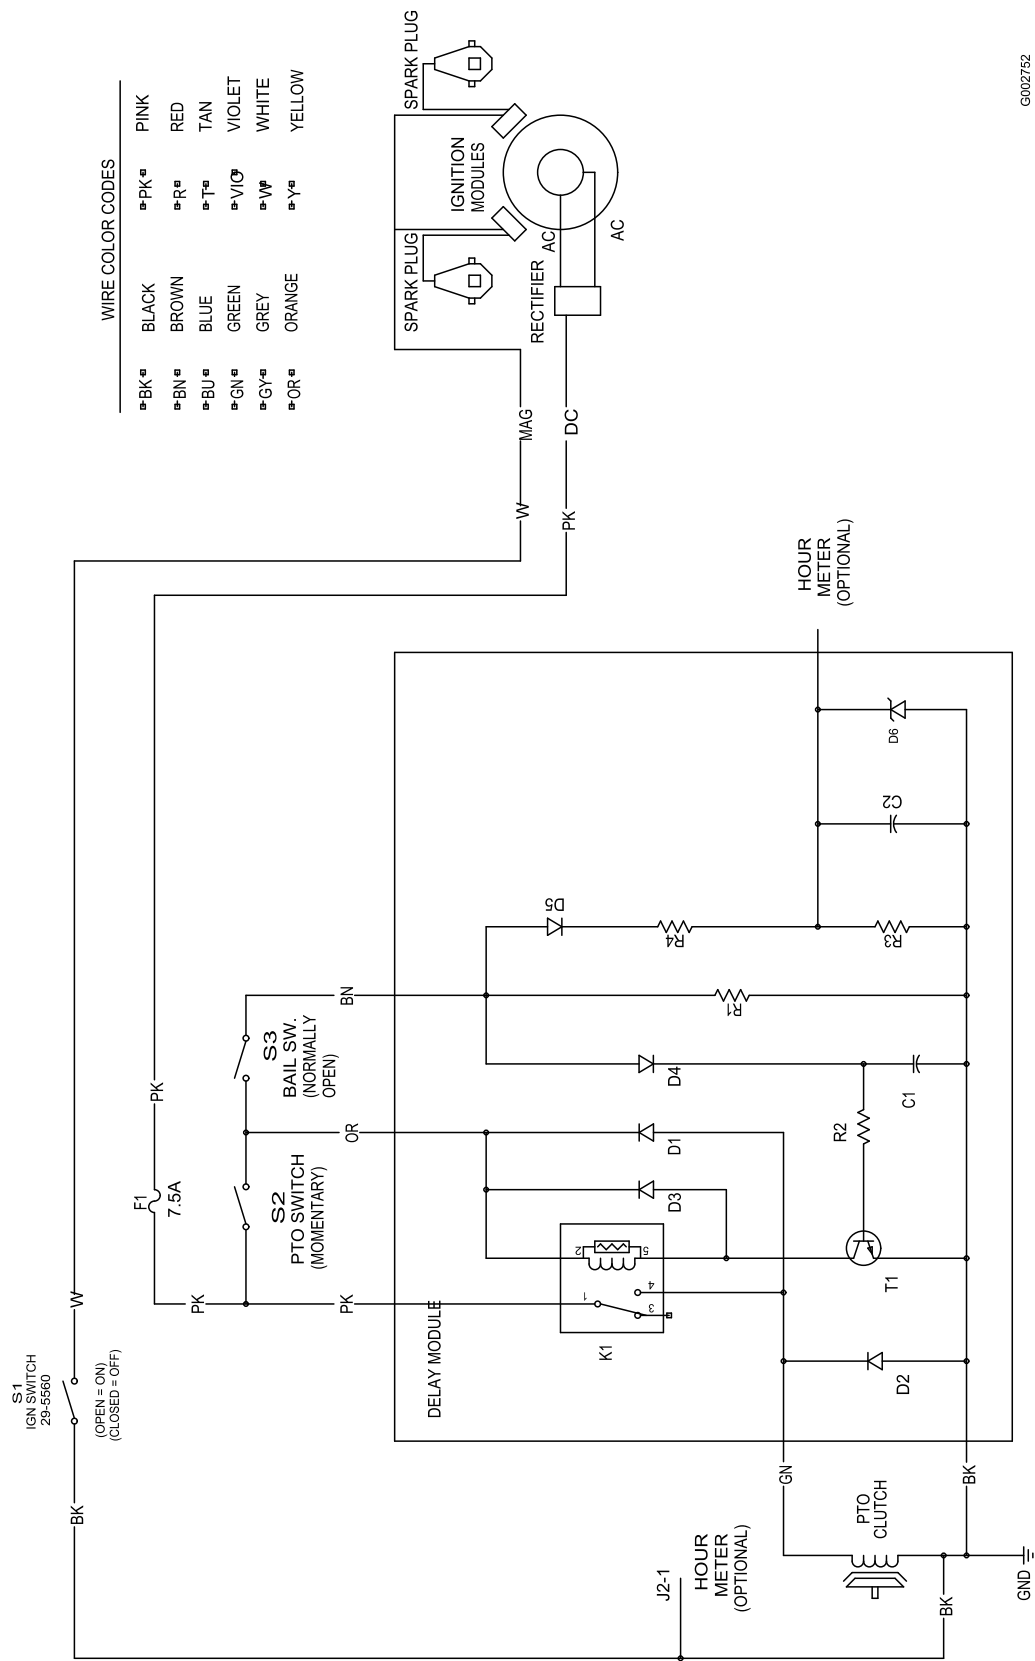 WIRE COLOR CODES
BK BLACK
BN BROWN
BU BLUE
GN GREEN
GY GREY
OR ORANGE
PK PINK
R RED
T TAN
VIO VIOLET
W WHITE
Y YELLOW
SPARK PLUG
SPARK PLUG
IGNITION
MODULES
AC
AC
RECTIFIER
MAG
DC
W
PK
S1
IGN SWITCH
29-5560
(OPEN = ON)
(CLOSED = OFF)
W
BK
F1
7.5A
PK
PK
PK
S2
PTO SWITCH
(MOMENTARY)
S3
BAIL SW.
(NORMALLY
OPEN)
OR
BN
DELAY MODULE
K1
1
2
3
4
5
D3
D1
D4
D5
R4
R1
R3
R2
C1
C2
D6
T1
D2
HOUR
METER
(OPTIONAL)
GN
BK
PTO
CLUTCH
J2-1
HOUR
METER
(OPTIONAL)
BK
GND
G002752